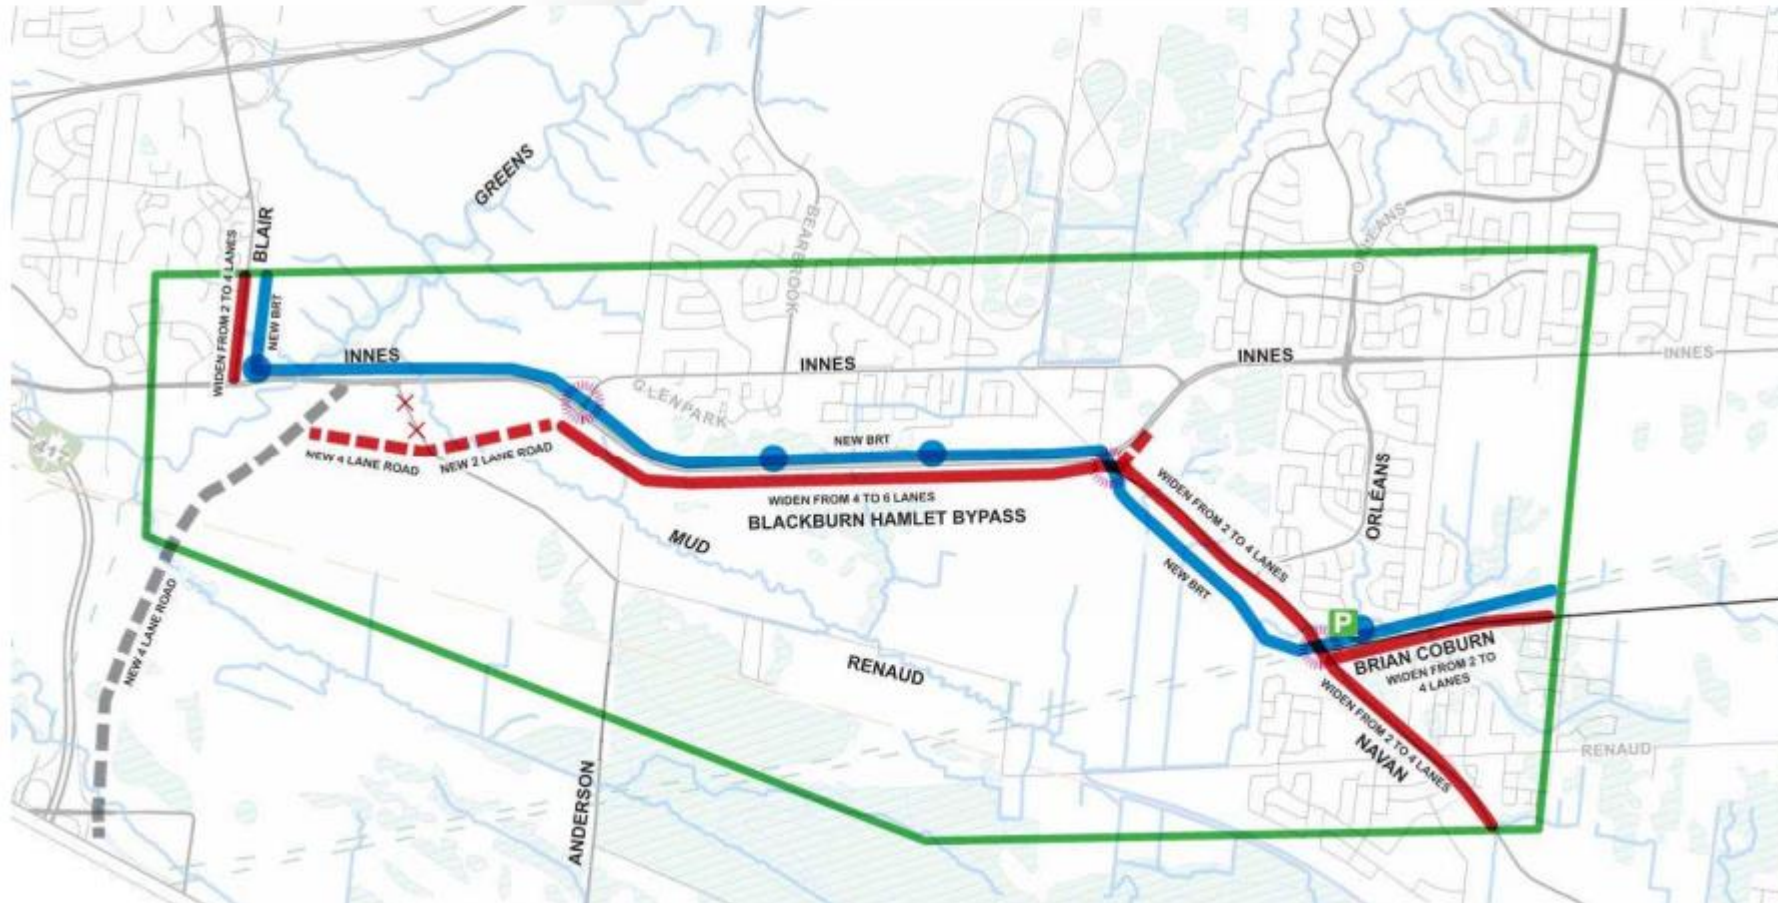 GREENS
BLAIR
WIDEN FROM 2 TO 4 LANES
NEW BRT
BEARBROOK
ORLEANS
INNES
INNES
INNES
INNES
GLENPARK
417
NEW 4 LANE ROAD
NEW 2 LANE ROAD
NEW BRT
WIDEN FROM 4 TO 6 LANES
BLACKBURN HAMLET BYPASS
WIDEN FROM 2 TO 4 LANES
ORLÉANS
MUD
NEW BRT
NEW 4 LANE ROAD
P
RENAUD
BRIAN COBURN
WIDEN FROM 2 TO
4 LANES
WIDEN FROM 2 TO 4 LANES
NAVAN
RENAUD
ANDERSON